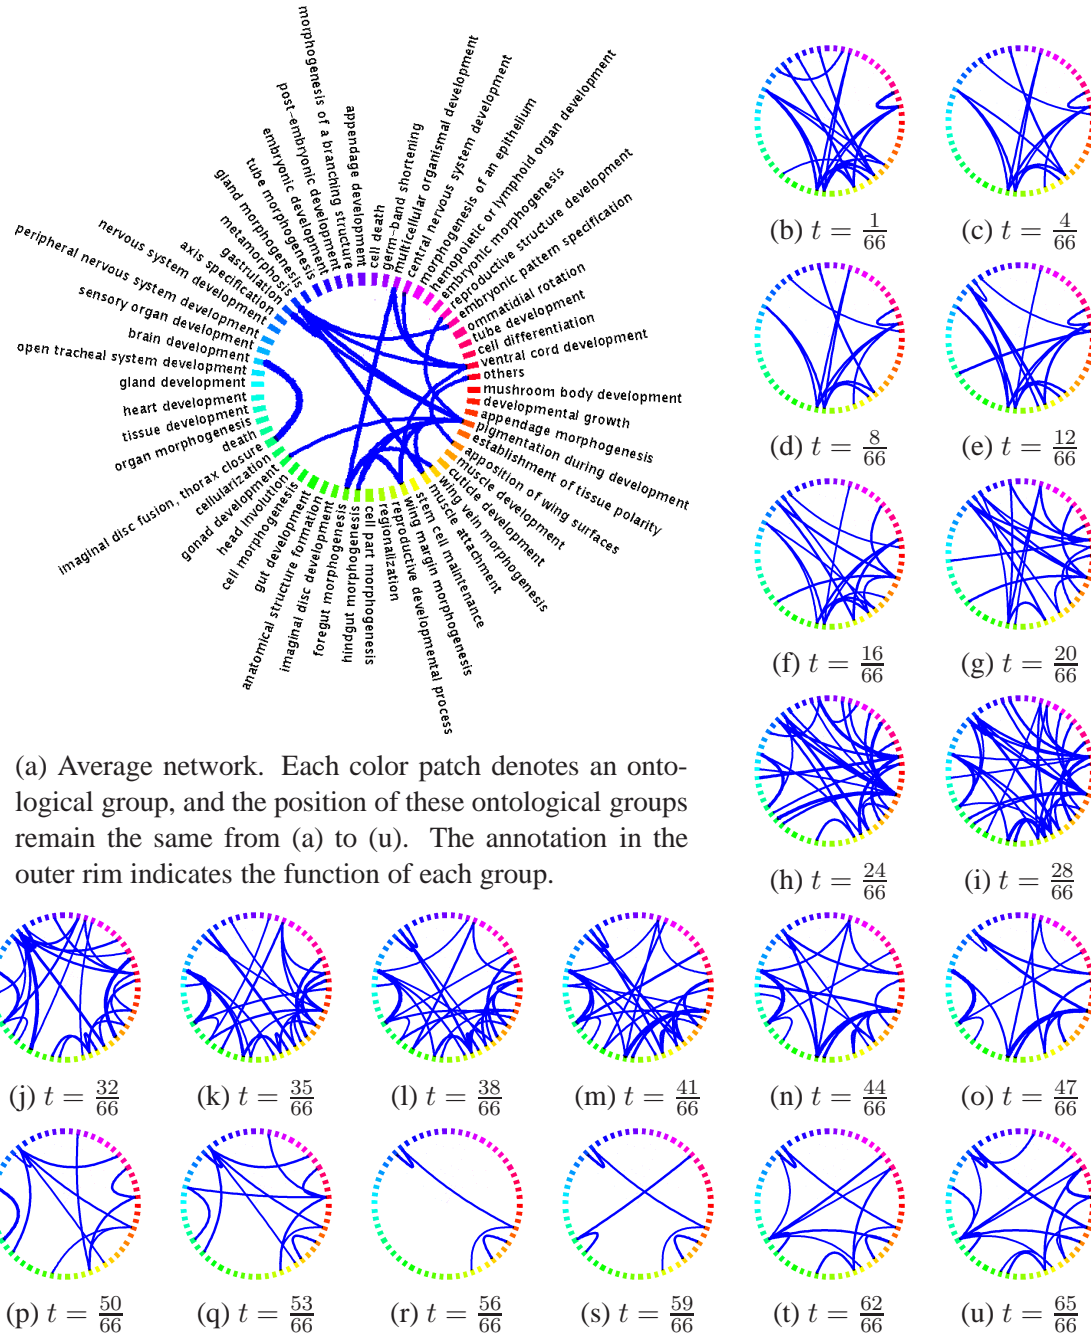 morphogenesis of a branching structure
post-embryonic development
embryonic development
tube morphogenesis
gland morphogenesis
metamorphosis
gastrulation
axis specification
nervous system development
peripheral nervous system development
sensory organ development
brain development
open tracheal system development
gland development
heart development
tissue development
organ morphogenesis
death
imaginal disc fusion, thorax closure
cellularization
gonad development
head involution
cell morphogenesis
gut development
anatomical structure formation
imaginal disc development
foregut morphogenesis
hindgut morphogenesis
cell part morphogenesis
regionalization
reproductive developmental process
wing margin morphogenesis
stem cell maintenance
muscle attachment
wing vein morphogenesis
cuticle development
muscle development
apposition of wing surfaces
establishment of tissue polarity
pigmentation during development
appendage morphogenesis
developmental growth
mushroom body development
others
ventral cord development
cell differentiation
tube development
ommatidial rotation
embryonic pattern specification
reproductive structure development
embryonic morphogenesis
hemopoietic or lymphoid organ development
morphogenesis of an epithelium
central nervous system development
multicellular organismal development
germ-band shortening
cell death
appendage development
(a) Average network. Each color patch denotes an onto-
logical group, and the position of these ontological groups
remain the same from (a) to (u). The annotation in the
outer rim indicates the function of each group.
(b) t = 1/66
(c) t = 4/66
(d) t = 8/66
(e) t = 12/66
(f) t = 16/66
(g) t = 20/66
(h) t = 24/66
(i) t = 28/66
(j) t = 32/66
(k) t = 35/66
(l) t = 38/66
(m) t = 41/66
(n) t = 44/66
(o) t = 47/66
(p) t = 50/66
(q) t = 53/66
(r) t = 56/66
(s) t = 59/66
(t) t = 62/66
(u) t = 65/66